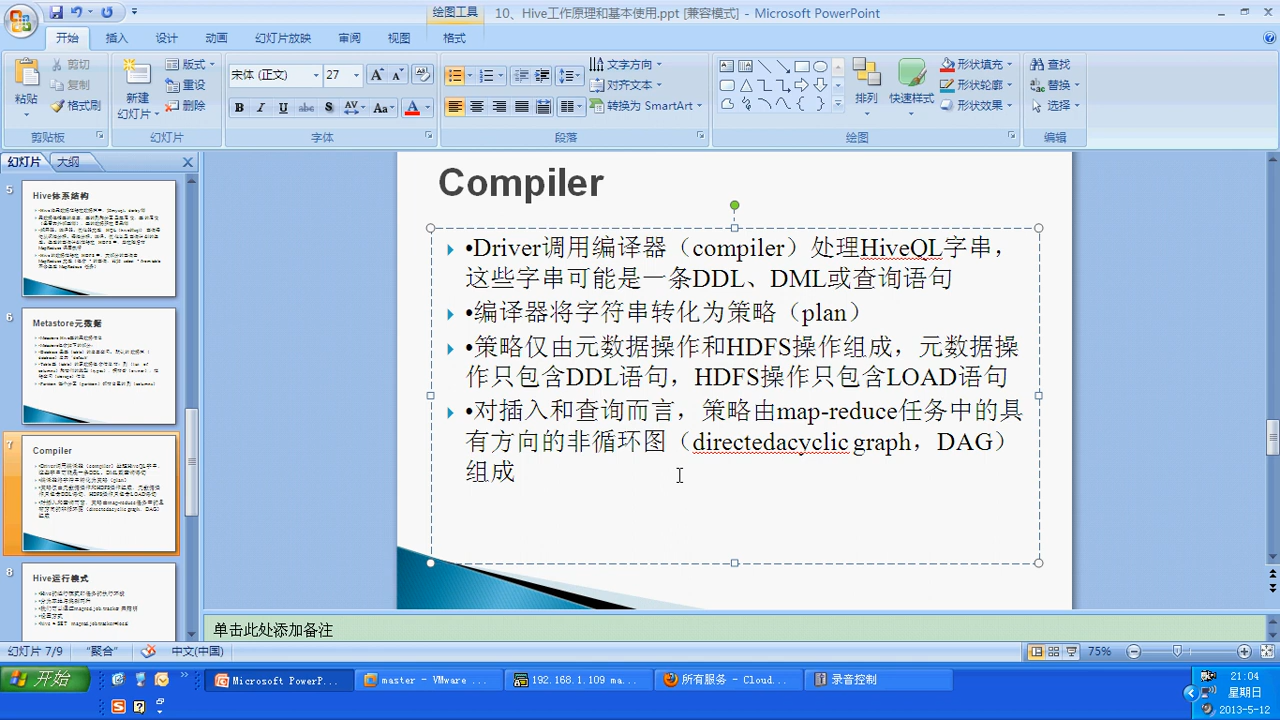 绘图工具
10、Hive工作原理和基本使用.ppt [兼容模式] - Microsoft PowerPoint
开始 插入 设计 动画 幻灯片放映 审阅 视图 格式
粘贴 剪切 复制 格式刷
新建 幻灯片 版式 重设 删除
宋体 (正文) 27
B I U abe S AV Aa A
文字方向
对齐文本
转换为 SmartArt
排列 快速样式
形状填充
形状轮廓
形状效果
查找
替换
选择
剪贴板 幻灯片 字体 段落 绘图 编辑
幻灯片 大纲
5
Hive体系结构
6
Metastore元数据
7
Compiler
8
Hive运行模式
Compiler
•Driver调用编译器（compiler）处理HiveQL字串，
这些字串可能是一条DDL、DML或查询语句
•编译器将字符串转化为策略（plan）
•策略仅由元数据操作和HDFS操作组成，元数据操
作只包含DDL语句，HDFS操作只包含LOAD语句
•对插入和查询而言，策略由map-reduce任务中的具
有方向的非循环图（directedacyclic graph，DAG）
组成
单击此处添加备注
幻灯片 7/9 “聚合” 中文(中国) 75%
开始 Microsoft PowerP... master - VMware ... 192.168.1.109 ma... 所有服务 - Cloud... 录音控制
21:04
星期日
2013-5-12